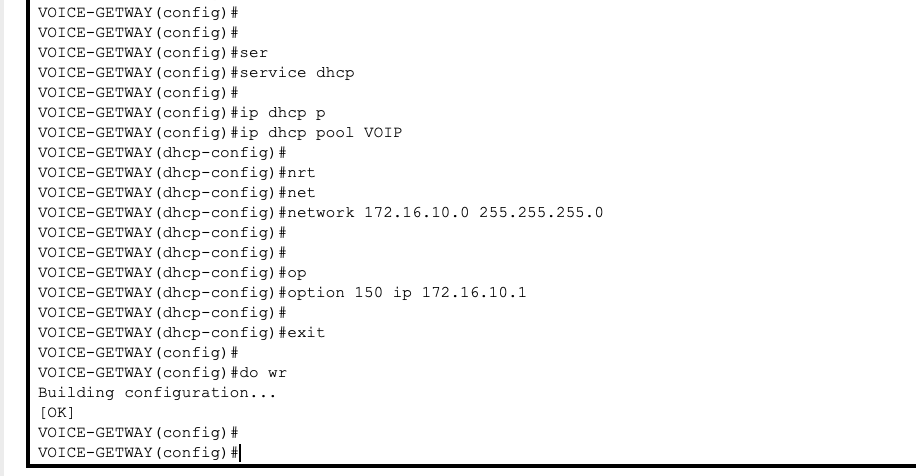 VOICE-GETWAY(config)#
VOICE-GETWAY(config)#
VOICE-GETWAY(config)#ser
VOICE-GETWAY(config)#service dhcp
VOICE-GETWAY(config)#
VOICE-GETWAY(config)#ip dhcp p
VOICE-GETWAY(config)#ip dhcp pool VOIP
VOICE-GETWAY(dhcp-config)#
VOICE-GETWAY(dhcp-config)#nrt
VOICE-GETWAY(dhcp-config)#net
VOICE-GETWAY(dhcp-config)#network 172.16.10.0 255.255.255.0
VOICE-GETWAY(dhcp-config)#
VOICE-GETWAY(dhcp-config)#
VOICE-GETWAY(dhcp-config)#op
VOICE-GETWAY(dhcp-config)#option 150 ip 172.16.10.1
VOICE-GETWAY(dhcp-config)#
VOICE-GETWAY(dhcp-config)#exit
VOICE-GETWAY(config)#
VOICE-GETWAY(config)#do wr
Building configuration...
[OK]
VOICE-GETWAY(config)#
VOICE-GETWAY(config)#